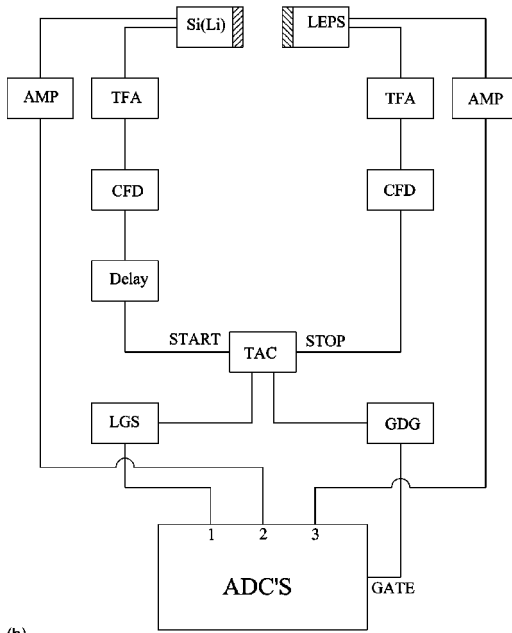 Si(Li) LEPS
AMP TFA TFA AMP
CFD CFD
Delay
START TAC STOP
LGS GDG
1 2 3
ADC'S
GATE
(b)